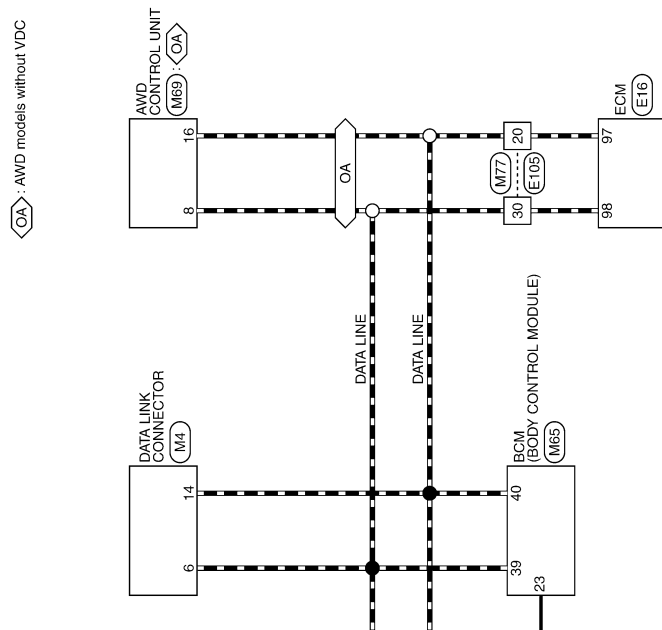 OA : AWD models without VDC
AWD
CONTROL UNIT
M69 : OA
16
8
OA
20
30
M77
E105
ECM
E16
97
98
DATA LINE
DATA LINE
DATA LINK
CONNECTOR
M4
14
6
BCM
(BODY CONTROL MODULE)
M65
40
39
23